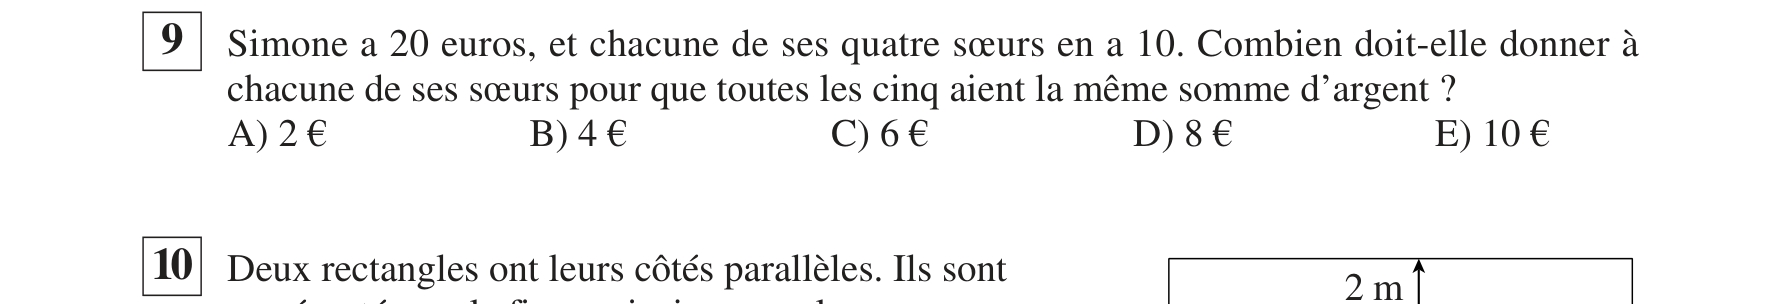 9 Simone a 20 euros, et chacune de ses quatre sœurs en a 10. Combien doit-elle donner à
chacune de ses sœurs pour que toutes les cinq aient la même somme d’argent ?
A) 2 € B) 4 € C) 6 € D) 8 € E) 10 €
10 Deux rectangles ont leurs côtés parallèles. Ils sont
2 m